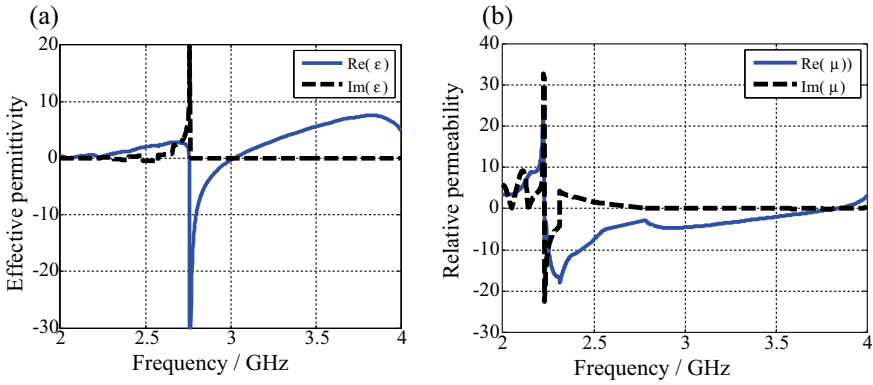 (a)
20
10
0
-10
-20
-30
2
2.5
3
3.5
4
Effective permittivity
Frequency / GHz
Re( ε)
Im( ε)
(b)
40
30
20
10
0
-10
-20
-30
2
2.5
3
3.5
4
Relative permeability
Frequency / GHz
Re( μ))
Im( μ)